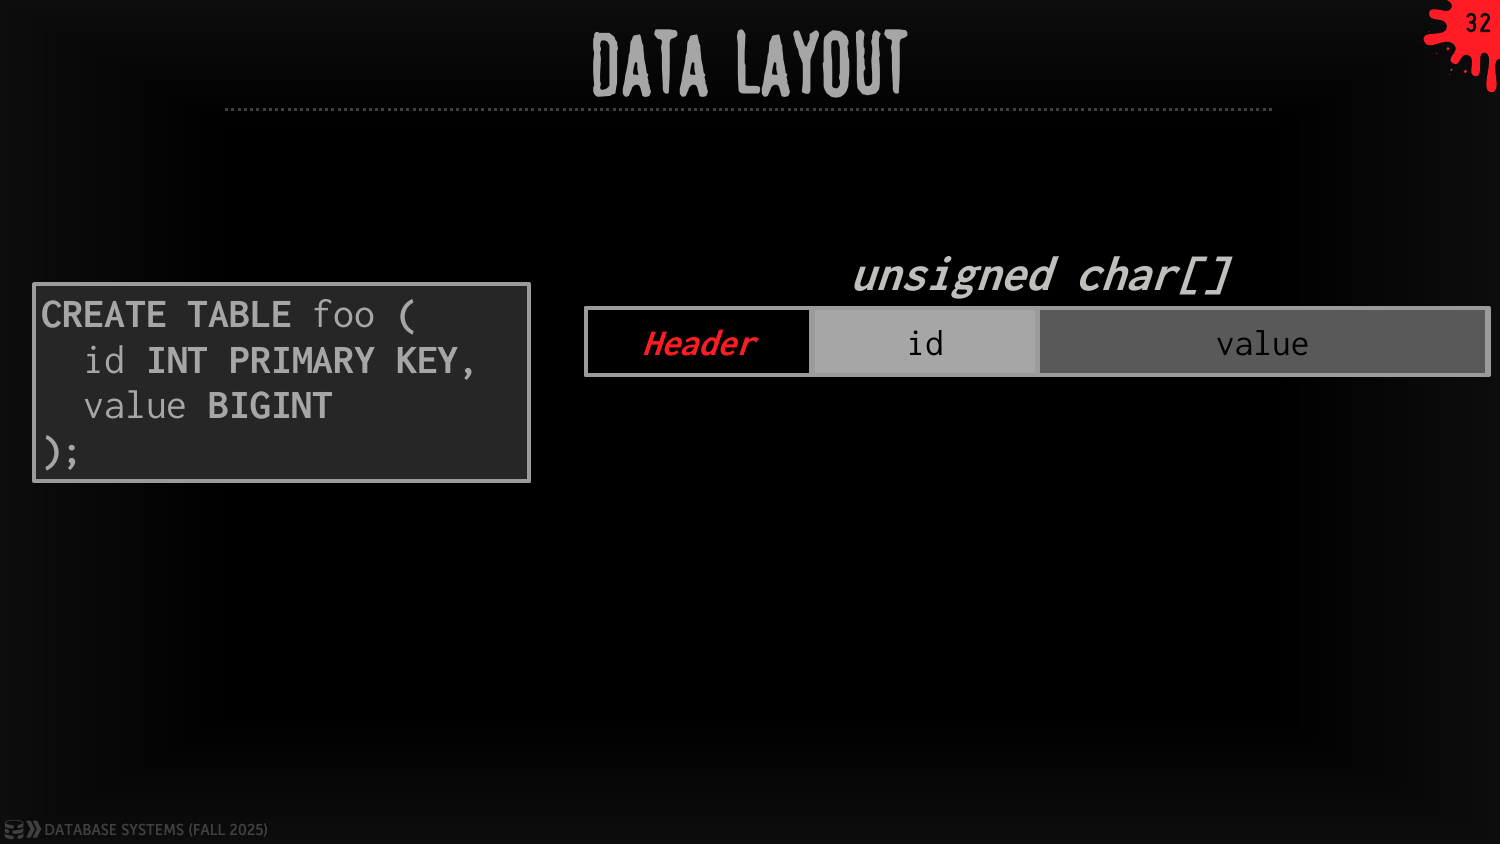 DATA LAYOUT
32
CREATE TABLE foo (
id INT PRIMARY KEY,
value BIGINT
);
unsigned char[]
Header id value
DATABASE SYSTEMS (FALL 2025)